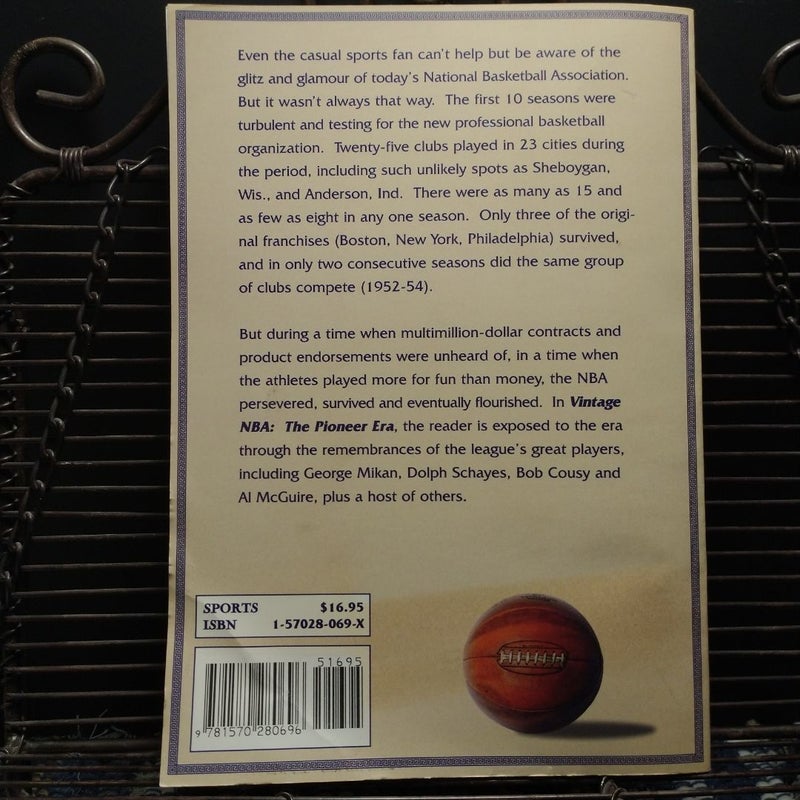 Even the casual sports fan can't help but be aware of the
glitz and glamour of today's National Basketball Association.
But it wasn't always that way. The first 10 seasons were
turbulent and testing for the new professional basketball
organization. Twenty-five clubs played in 23 cities during
the period, including such unlikely spots as Sheboygan,
Wis., and Anderson, Ind. There were as many as 15 and
as few as eight in any one season. Only three of the origi-
nal franchises (Boston, New York, Philadelphia) survived,
and in only two consecutive seasons did the same group
of clubs compete (1952-54).
But during a time when multimillion-dollar contracts and
product endorsements were unheard of, in a time when
the athletes played more for fun than money, the NBA
persevered, survived and eventually flourished. In Vintage
NBA: The Pioneer Era, the reader is exposed to the era
through the remembrances of the league's great players,
including George Mikan, Dolph Schayes, Bob Cousy and
Al McGuire, plus a host of others.
SPORTS $16.95
ISBN 1-57028-069-X
51695
9 781570 280696